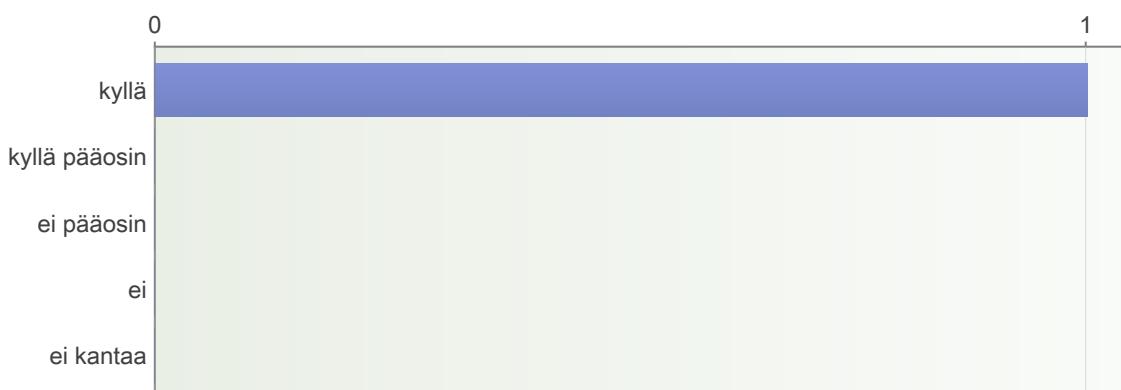 0 1
kyllä
kyllä pääosin
ei pääosin
ei
ei kantaa